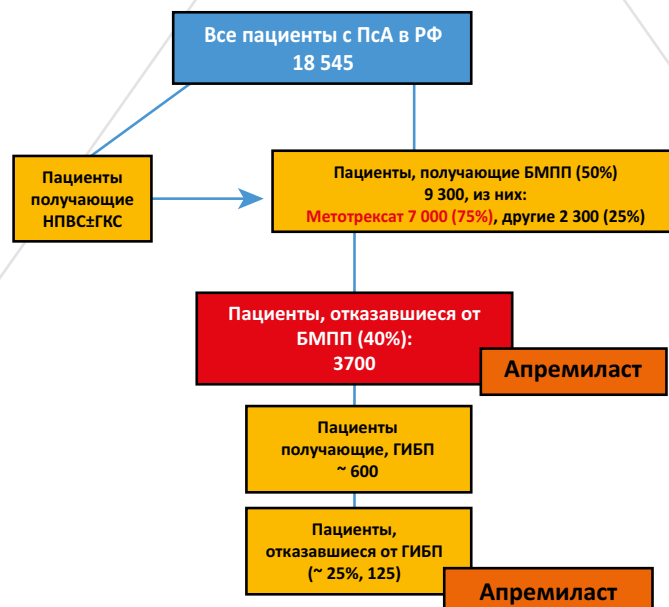 Все пациенты с ПсА в РФ
18 545
Пациенты
получающие
НПВС±ГКС
Пациенты, получающие БМПП (50%)
9 300, из них:
Метотрексат 7 000 (75%), другие 2 300 (25%)
Пациенты, отказавшиеся от
БМПП (40%):
3700
Апремиласт
Пациенты
получающие, ГИБП
~ 600
Пациенты,
отказавшиеся от ГИБП
(~ 25%, 125)
Апремиласт